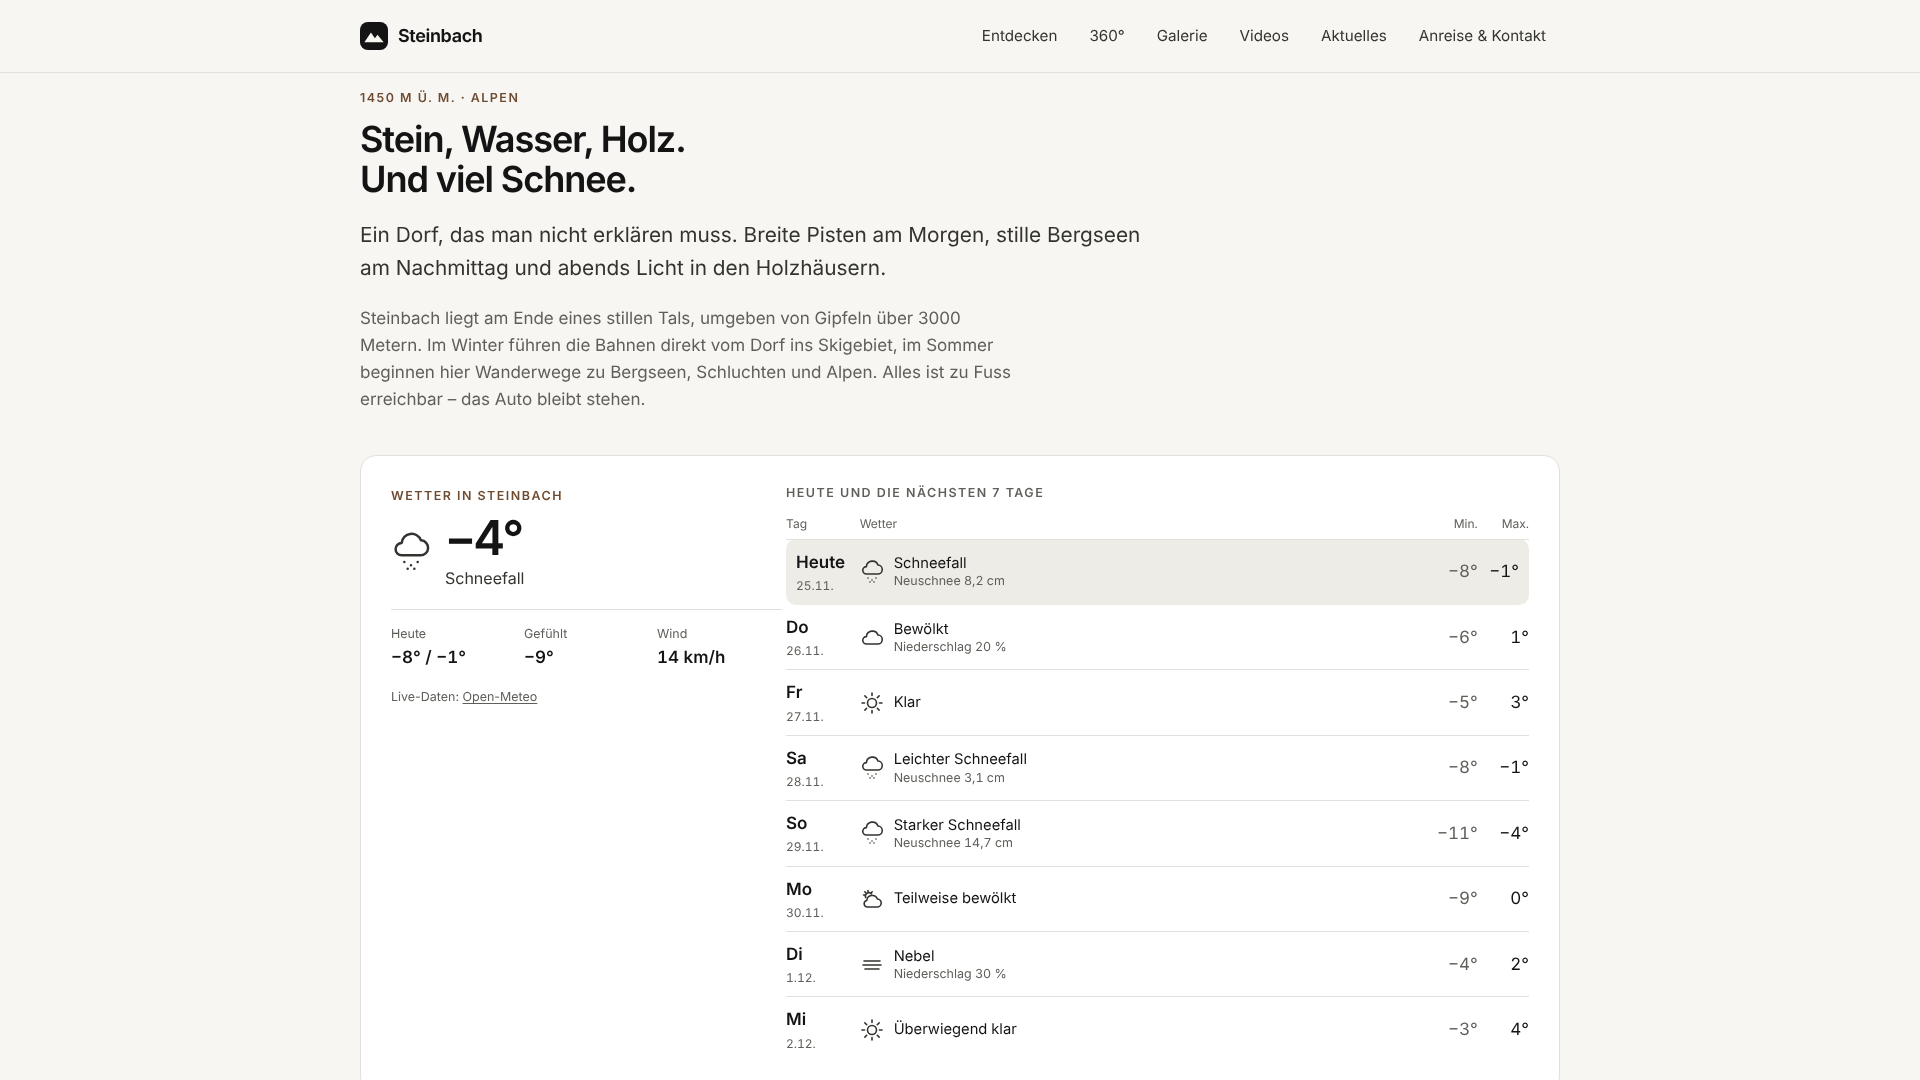 Steinbach
Entdecken 360° Galerie Videos Aktuelles Anreise & Kontakt
1450 M Ü. M. · ALPEN
Stein, Wasser, Holz.
Und viel Schnee.
Ein Dorf, das man nicht erklären muss. Breite Pisten am Morgen, stille Bergseen
am Nachmittag und abends Licht in den Holzhäusern.
Steinbach liegt am Ende eines stillen Tals, umgeben von Gipfeln über 3000
Metern. Im Winter führen die Bahnen direkt vom Dorf ins Skigebiet, im Sommer
beginnen hier Wanderwege zu Bergseen, Schluchten und Alpen. Alles ist zu Fuss
erreichbar – das Auto bleibt stehen.
WETTER IN STEINBACH
−4°
Schneefall
Heute Gefühlt Wind
−8° / −1° −9° 14 km/h
Live-Daten: Open-Meteo
HEUTE UND DIE NÄCHSTEN 7 TAGE
Tag Wetter Min. Max.
Heute Schneefall −8° −1°
25.11. Neuschnee 8,2 cm
Do Bewölkt −6° 1°
26.11. Niederschlag 20 %
Fr Klar −5° 3°
27.11.
Sa Leichter Schneefall −8° −1°
28.11. Neuschnee 3,1 cm
So Starker Schneefall −11° −4°
29.11. Neuschnee 14,7 cm
Mo Teilweise bewölkt −9° 0°
30.11.
Di Nebel −4° 2°
1.12. Niederschlag 30 %
Mi Überwiegend klar −3° 4°
2.12.